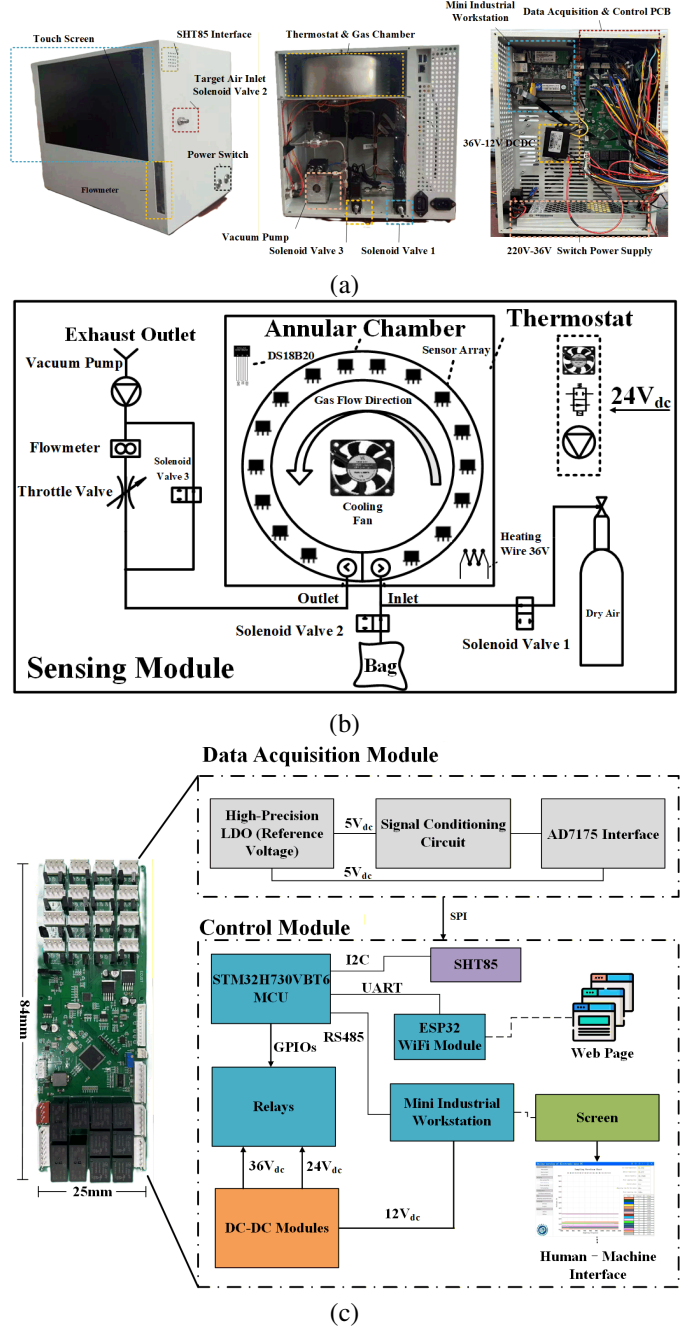 Touch Screen
SHT85 Interface
Target Air Inlet
Solenoid Valve 2
Power Switch
Flowmeter
Thermostat & Gas Chamber
Vacuum Pump
Solenoid Valve 3
Solenoid Valve 1
Mini Industrial
Workstation
Data Acquisition & Control PCB
36V-12V DCDC
220V-36V Switch Power Supply
(a)
Exhaust Outlet
Vacuum Pump
Flowmeter
Throttle Valve
Solenoid
Valve 3
Annular Chamber
DS18B20
Sensor Array
Gas Flow Direction
Cooling
Fan
Thermostat
24Vdc
Heating
Wire 36V
Outlet
Inlet
Solenoid Valve 2
Bag
Solenoid Valve 1
Dry Air
Sensing Module
(b)
Data Acquisition Module
High-Precision
LDO (Reference
Voltage)
5Vdc
Signal Conditioning
Circuit
AD7175 Interface
5Vdc
SPI
Control Module
STM32H730VBT6
MCU
I2C
SHT85
UART
ESP32
WiFi Module
Web Page
RS485
GPIOs
Relays
Mini Industrial
Workstation
Screen
36Vdc
24Vdc
DC-DC Modules
12Vdc
Human – Machine
Interface
84mm
25mm
(c)